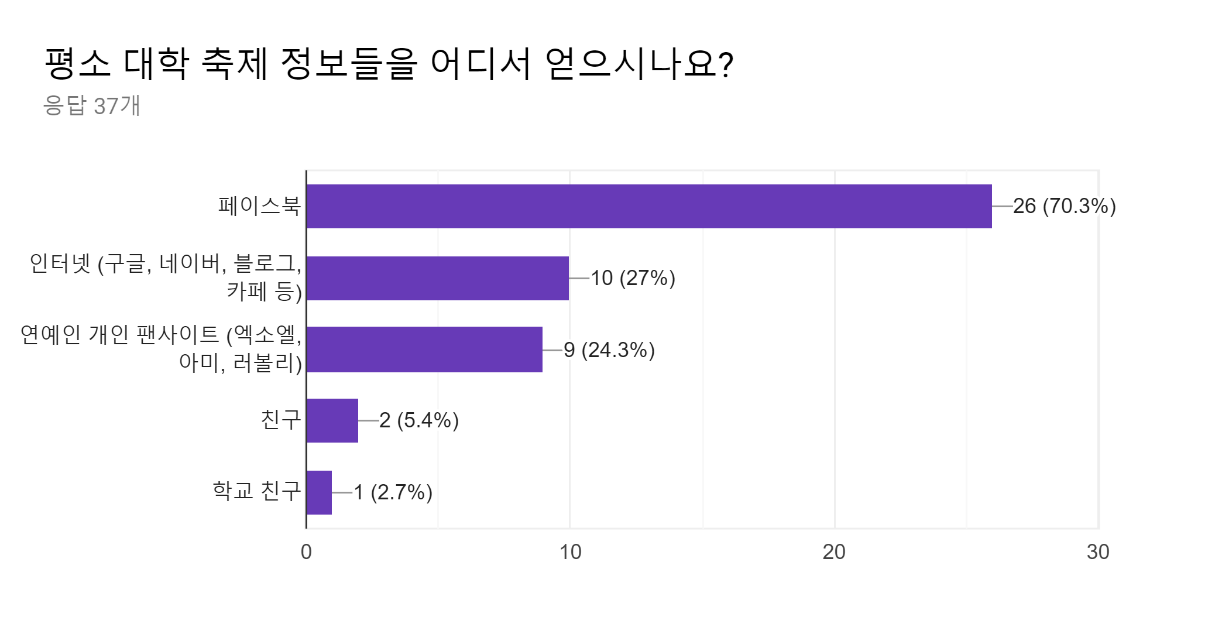 평소 대학 축제 정보들을 어디서 얻으시나요?
응답 37개
페이스북
26 (70.3%)
인터넷 (구글, 네이버, 블로그,
카페 등)
10 (27%)
연예인 개인 팬사이트 (엑소엘,
아미, 러볼리)
9 (24.3%)
친구
2 (5.4%)
학교 친구
1 (2.7%)
0
10
20
30